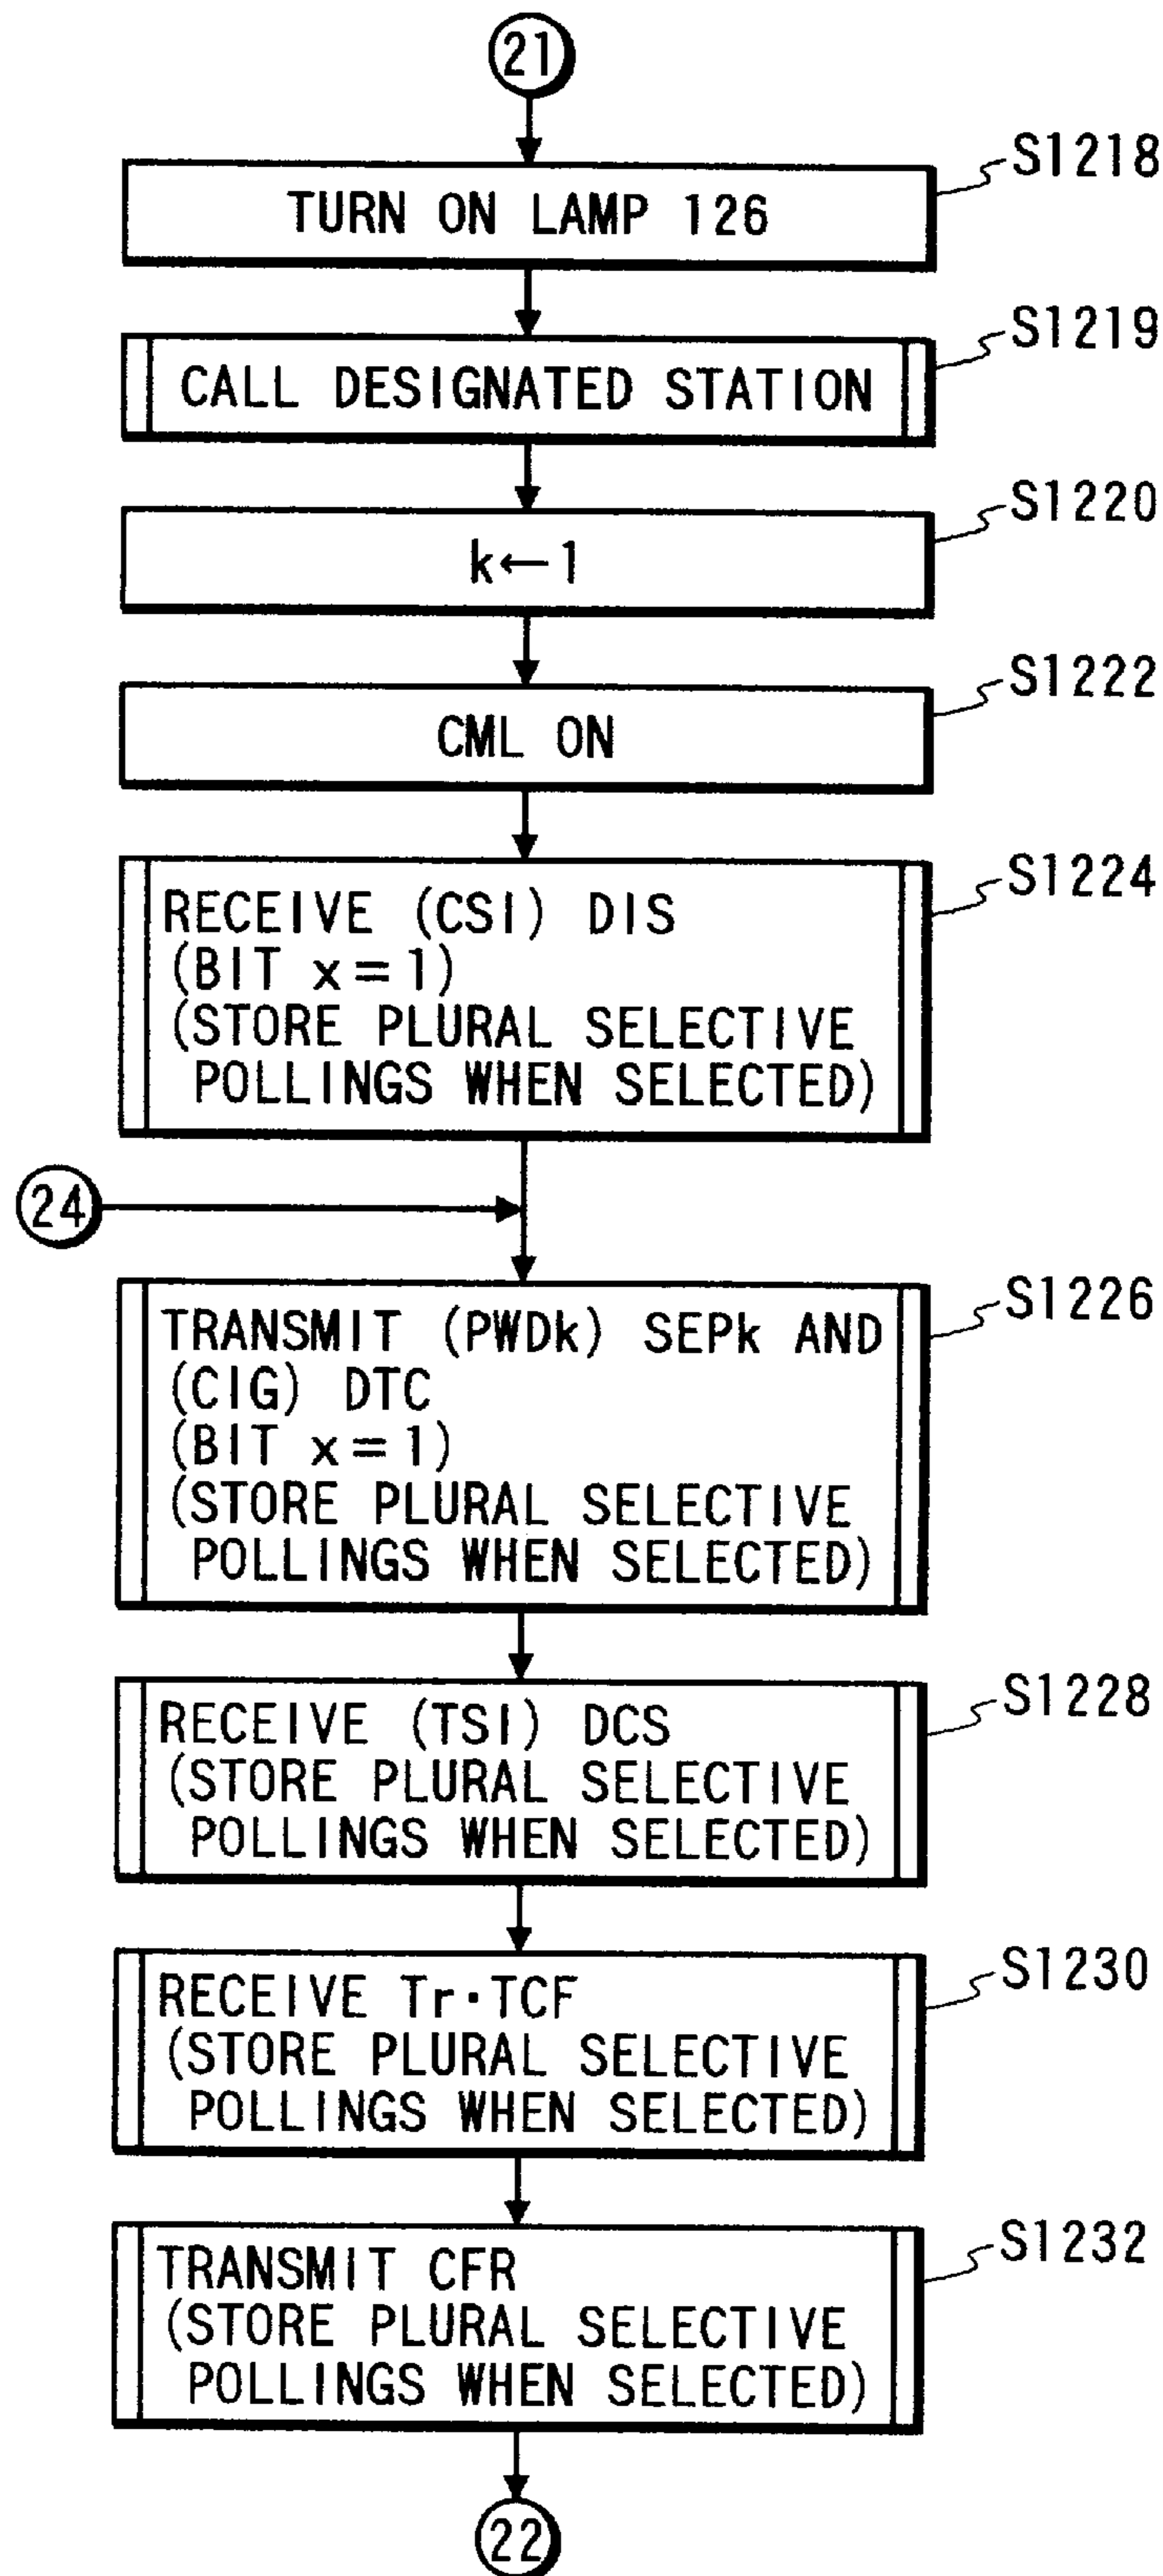 21
S1218
TURN ON LAMP 126
S1219
CALL DESIGNATED STATION
S1220
k←1
S1222
CML ON
S1224
RECEIVE (CSI) DIS
(BIT x=1)
(STORE PLURAL SELECTIVE
POLLINGS WHEN SELECTED)
24
S1226
TRANSMIT (PWDk) SEPk AND
(CIG) DTC
(BIT x=1)
(STORE PLURAL SELECTIVE
POLLINGS WHEN SELECTED)
S1228
RECEIVE (TSI) DCS
(STORE PLURAL SELECTIVE
POLLINGS WHEN SELECTED)
S1230
RECEIVE Tr·TCF
(STORE PLURAL SELECTIVE
POLLINGS WHEN SELECTED)
S1232
TRANSMIT CFR
(STORE PLURAL SELECTIVE
POLLINGS WHEN SELECTED)
22